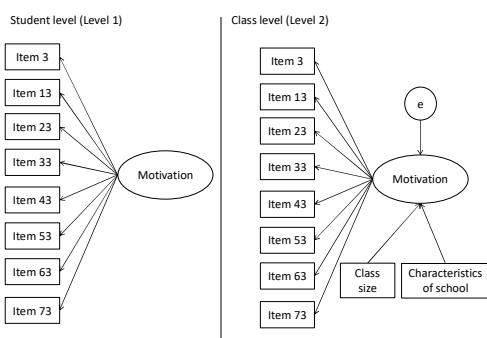 Student level (Level 1)
Item 3
Item 13
Item 23
Item 33
Item 43
Item 53
Item 63
Item 73
Motivation
Class level (Level 2)
Item 3
Item 13
Item 23
Item 33
Item 43
Item 53
Item 63
Item 73
e
Motivation
Class
size
Characteristics
of school